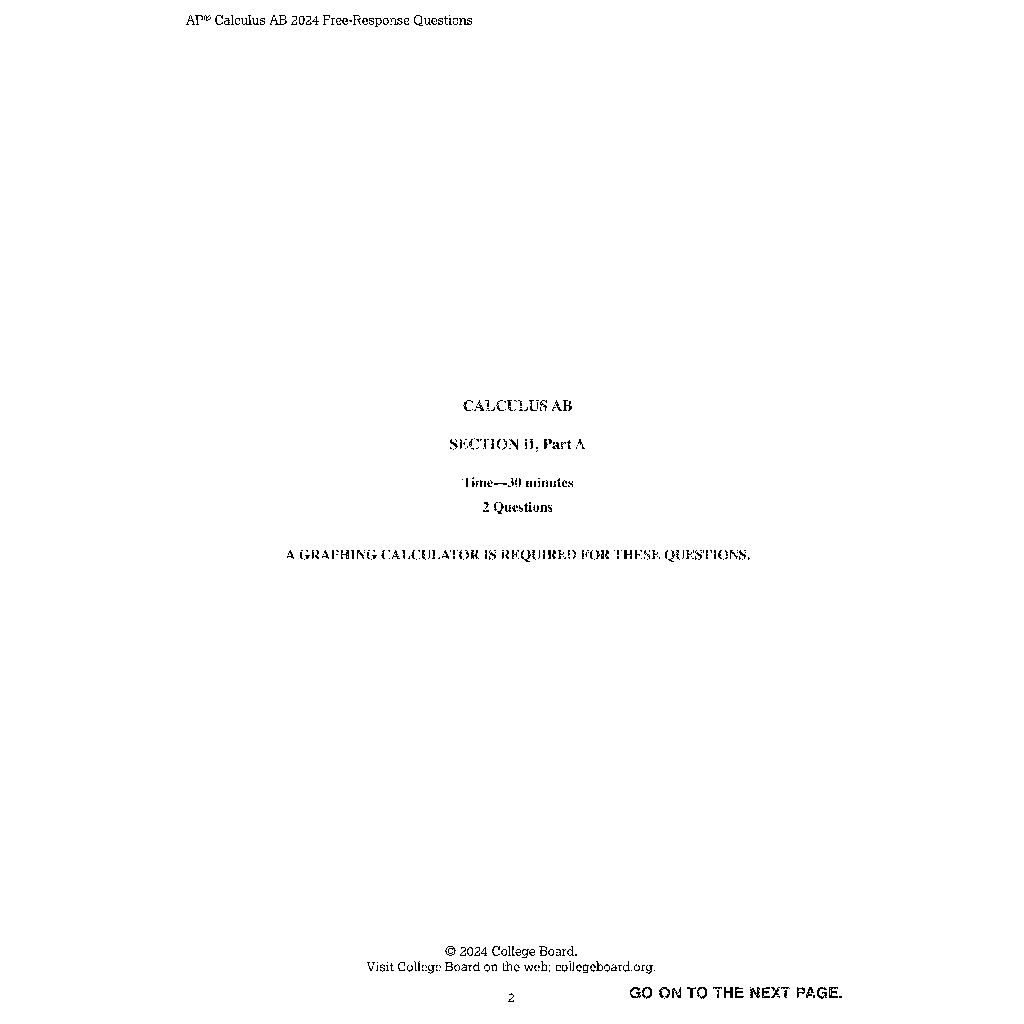 AP® Calculus AB 2024 Free-Response Questions
CALCULUS AB
SECTION II, Part A
Time—30 minutes
2 Questions
A GRAPHING CALCULATOR IS REQUIRED FOR THESE QUESTIONS.
© 2024 College Board.
Visit College Board on the web: collegeboard.org.
2
GO ON TO THE NEXT PAGE.